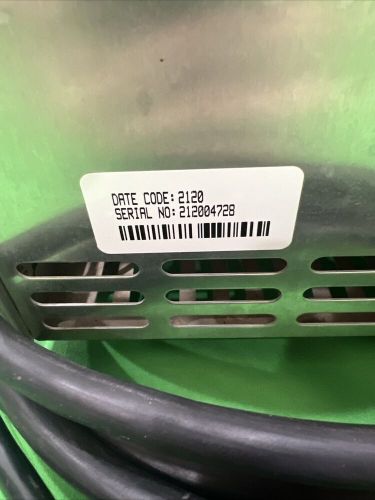 DATE CODE: 2120
SERIAL NO: 212004728